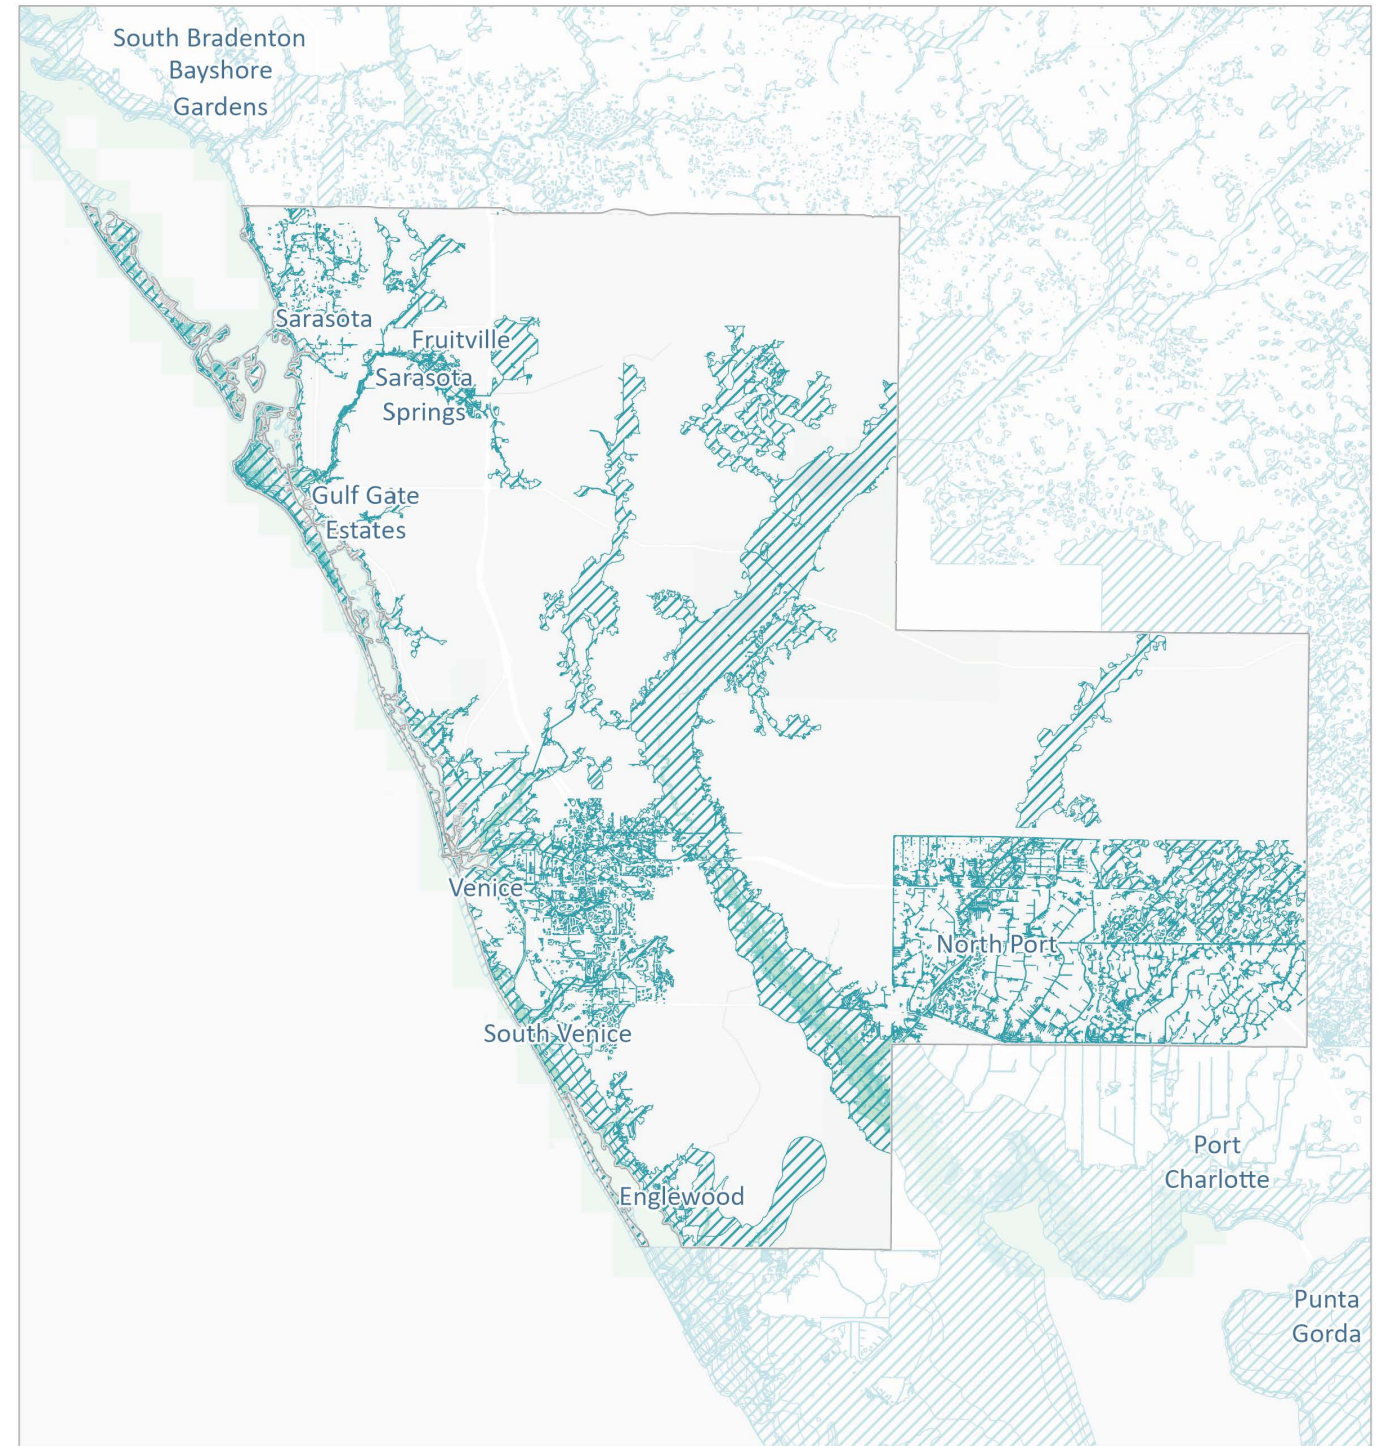 South Bradenton
Bayshore
Gardens
Sarasota
Fruitville
Sarasota
Springs
Gulf Gate
Estates
Venice
North Port
South Venice
Port
Charlotte
Englewood
Punta
Gorda